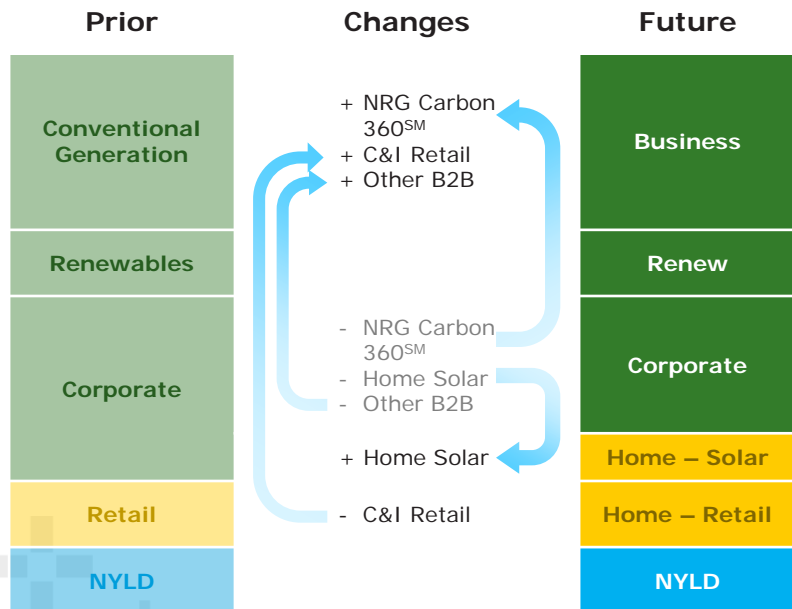 Prior
Changes
Future
Conventional
Generation
+ NRG Carbon
360SM
+ C&I Retail
+ Other B2B
Business
Renewables
Renew
Corporate
- NRG Carbon
360SM
- Home Solar
- Other B2B
Corporate
+ Home Solar
Home – Solar
Retail
- C&I Retail
Home – Retail
NYLD
NYLD